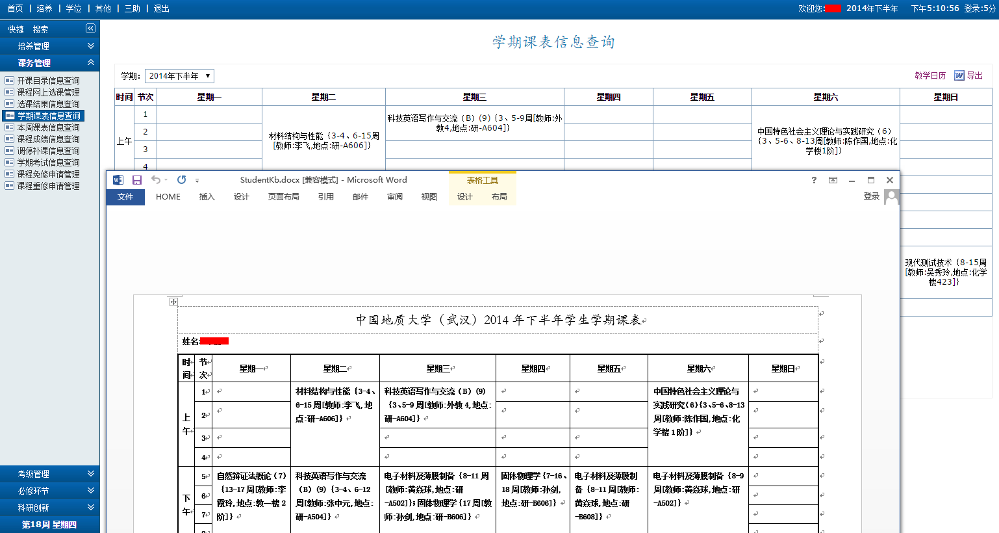 首页 | 培养 | 学位 | 其他 | 三助 | 退出
欢迎您: 2014年下半年 下午5:10:56 登录:5分
快捷 搜索
培养管理
课务管理
开课目录信息查询
课程网上选课管理
选课结果信息查询
学期课表信息查询
本周课表信息查询
课程成绩信息查询
调停补课信息查询
学期考试信息查询
课程免修申请管理
课程重修申请管理
考级管理
必修环节
科研创新
第18周 星期四
学期课表信息查询
学期: 2014年下半年
教学日历 导出
时间 节次 星期一 星期二 星期三 星期四 星期五 星期六 星期日
上午
1
2
3
4
材料结构与性能 {3-4、6-15周
[教师:李飞,地点:研-A606]}
科技英语写作与交流（B）(9) {3、5-9周[教师:外
教4,地点:研-A604]}
中国特色社会主义理论与实践研究（6）
{3、5-6、8-13周[教师:陈作国,地点:化
学楼1阶]}
现代测试技术 {8-15周
[教师:吴秀玲,地点:化学
楼423]}
StudentKb.docx [兼容模式] - Microsoft Word
表格工具
?
文件 HOME 插入 设计 页面布局 引用 邮件 审阅 视图 设计 布局
登录
中国地质大学（武汉）2014 年下半年学生学期课表
姓名:
时
间
节
次
星期一 星期二 星期三 星期四 星期五 星期六 星期日
上
午
1
2
3
4
材料结构与性能 {3-4、
6-15 周[教师:李飞,地
点:研-A606]}
科技英语写作与交流（B）(9)
{3、5-9 周[教师:外教 4,地点:
研-A604]}
中国特色社会主义理论与
实践研究(6){3、5-6、8-13
周[教师:陈作国,地点:化
学楼 1 阶]}
下
午
5
6
7
自然辩证法概论（7）
{13-17 周[教师:李
霞玲,地点:教一楼 2
阶]}
科技英语写作与交流
（B）(9) {3-4、6-12
周[教师:张中元,地点:
研-A504]}
电子材料及薄膜制备 {8-11 周
[教师:黄焱球,地点:研
-A502]};固体物理学 {17 周[教
师:孙剑,地点:研-B606]}
固体物理学 {7-16、
18 周[教师:孙剑,
地点:研-B606]}
电子材料及薄膜制
备 {8-11 周[教师:
黄焱球,地点:研
-B608]}
电子材料及薄膜制备 {8-9
周[教师:黄焱球,地点:研
-A502]}